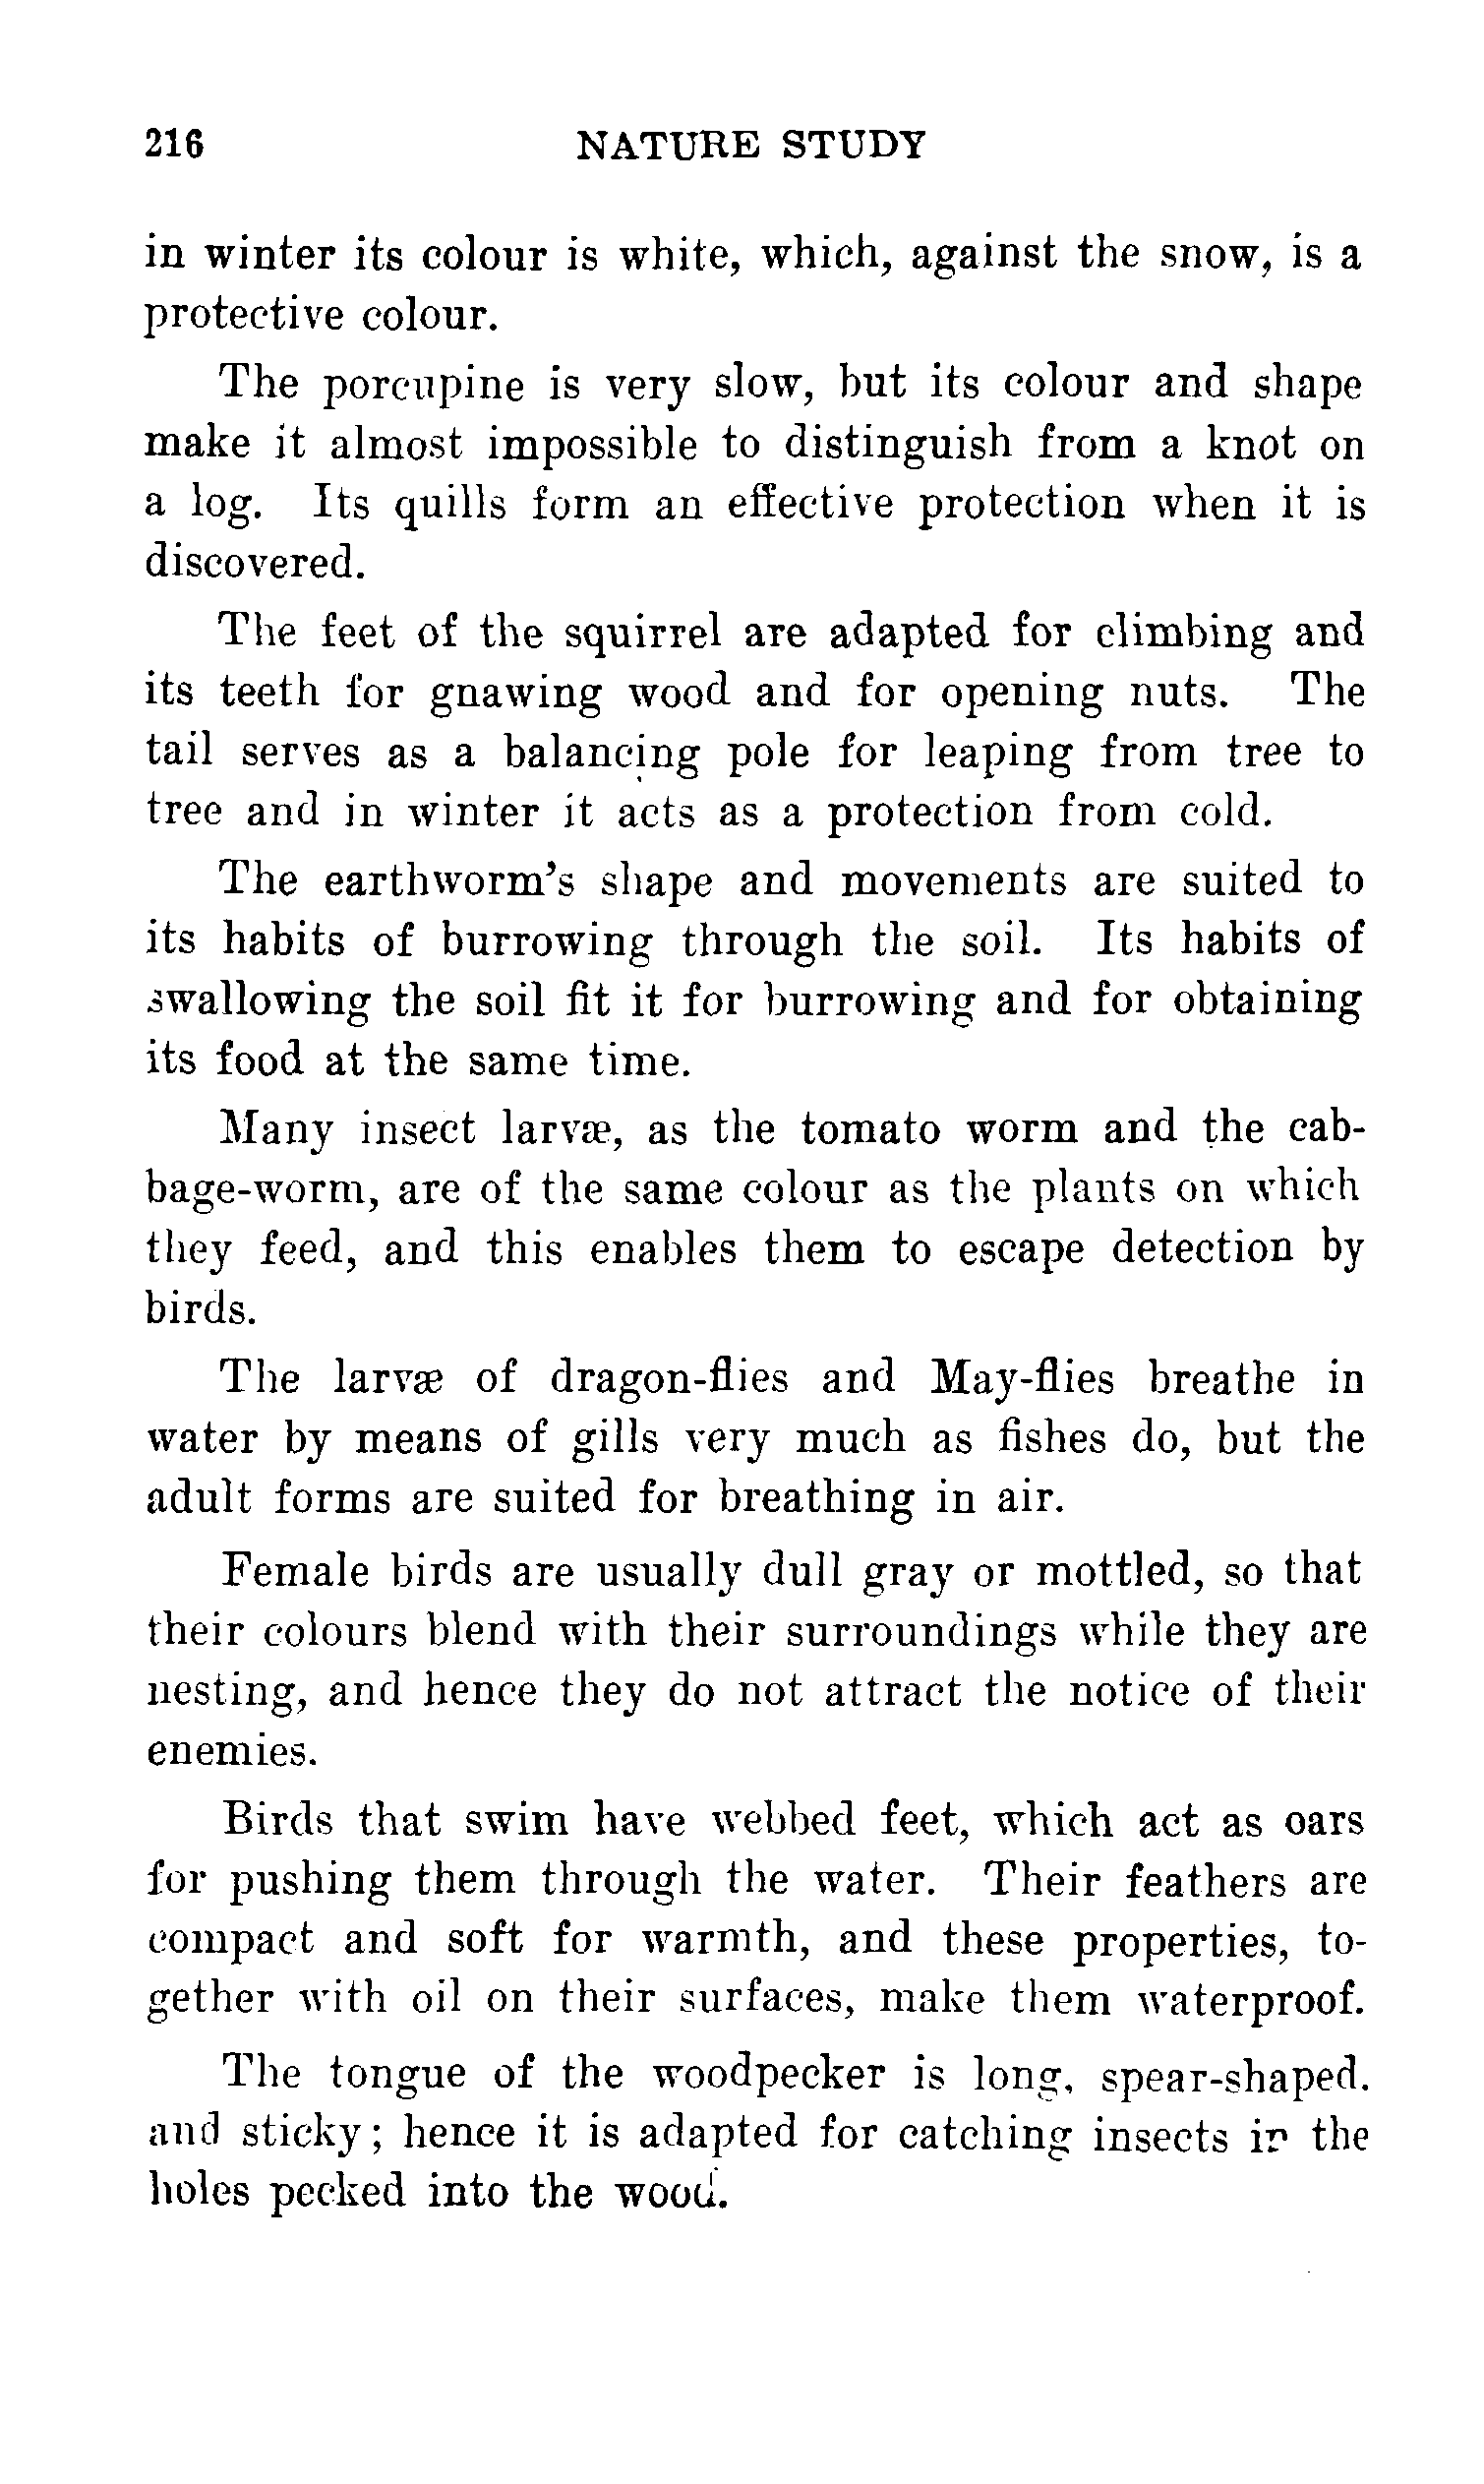 216 NATURE STUDY
in winter its colour is white, which, against the snow, is a
protective colour.
The porcupine is very slow, but its colour and shape
make it almost impossible to distinguish from a knot on
a log. Its quills form an effective protection when it is
discovered.
The feet of the squirrel are adapted for climbing and
its teeth for gnawing wood and for opening nuts. The
tail serves as a balancing pole for leaping from tree to
tree and in winter it acts as a protection from cold.
The earthworm's shape and movements are suited to
its habits of burrowing through the soil. Its habits of
swallowing the soil fit it for burrowing and for obtaining
its food at the same time.
Many insect larvæ, as the tomato worm and the cab-
bage-worm, are of the same colour as the plants on which
they feed, and this enables them to escape detection by
birds.
The larvæ of dragon-flies and May-flies breathe in
water by means of gills very much as fishes do, but the
adult forms are suited for breathing in air.
Female birds are usually dull gray or mottled, so that
their colours blend with their surroundings while they are
nesting, and hence they do not attract the notice of their
enemies.
Birds that swim have webbed feet, which act as oars
for pushing them through the water. Their feathers are
compact and soft for warmth, and these properties, to-
gether with oil on their surfaces, make them waterproof.
The tongue of the woodpecker is long, spear-shaped.
and sticky; hence it is adapted for catching insects in the
holes pecked into the wood.